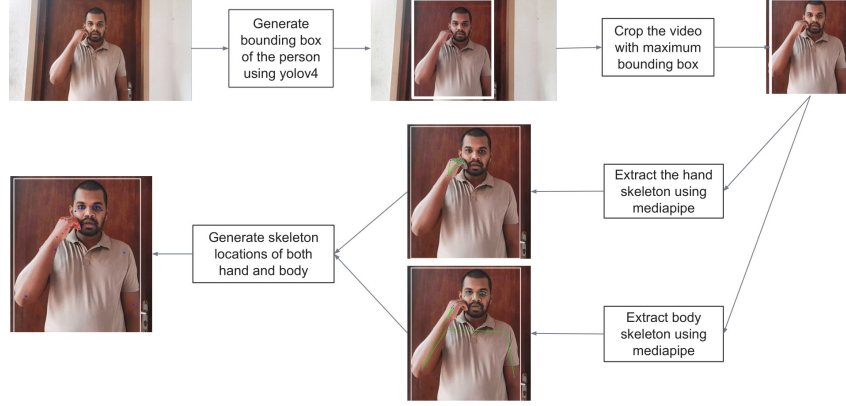 Generate
bounding box
of the person
using yolov4
Crop the video
with maximum
bounding box
Extract the hand
skeleton using
mediapipe
Generate skeleton
locations of both
hand and body
Extract body
skeleton using
mediapipe